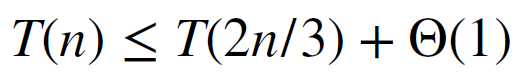 T(n) ≤ T(2n/3) + Θ(1)